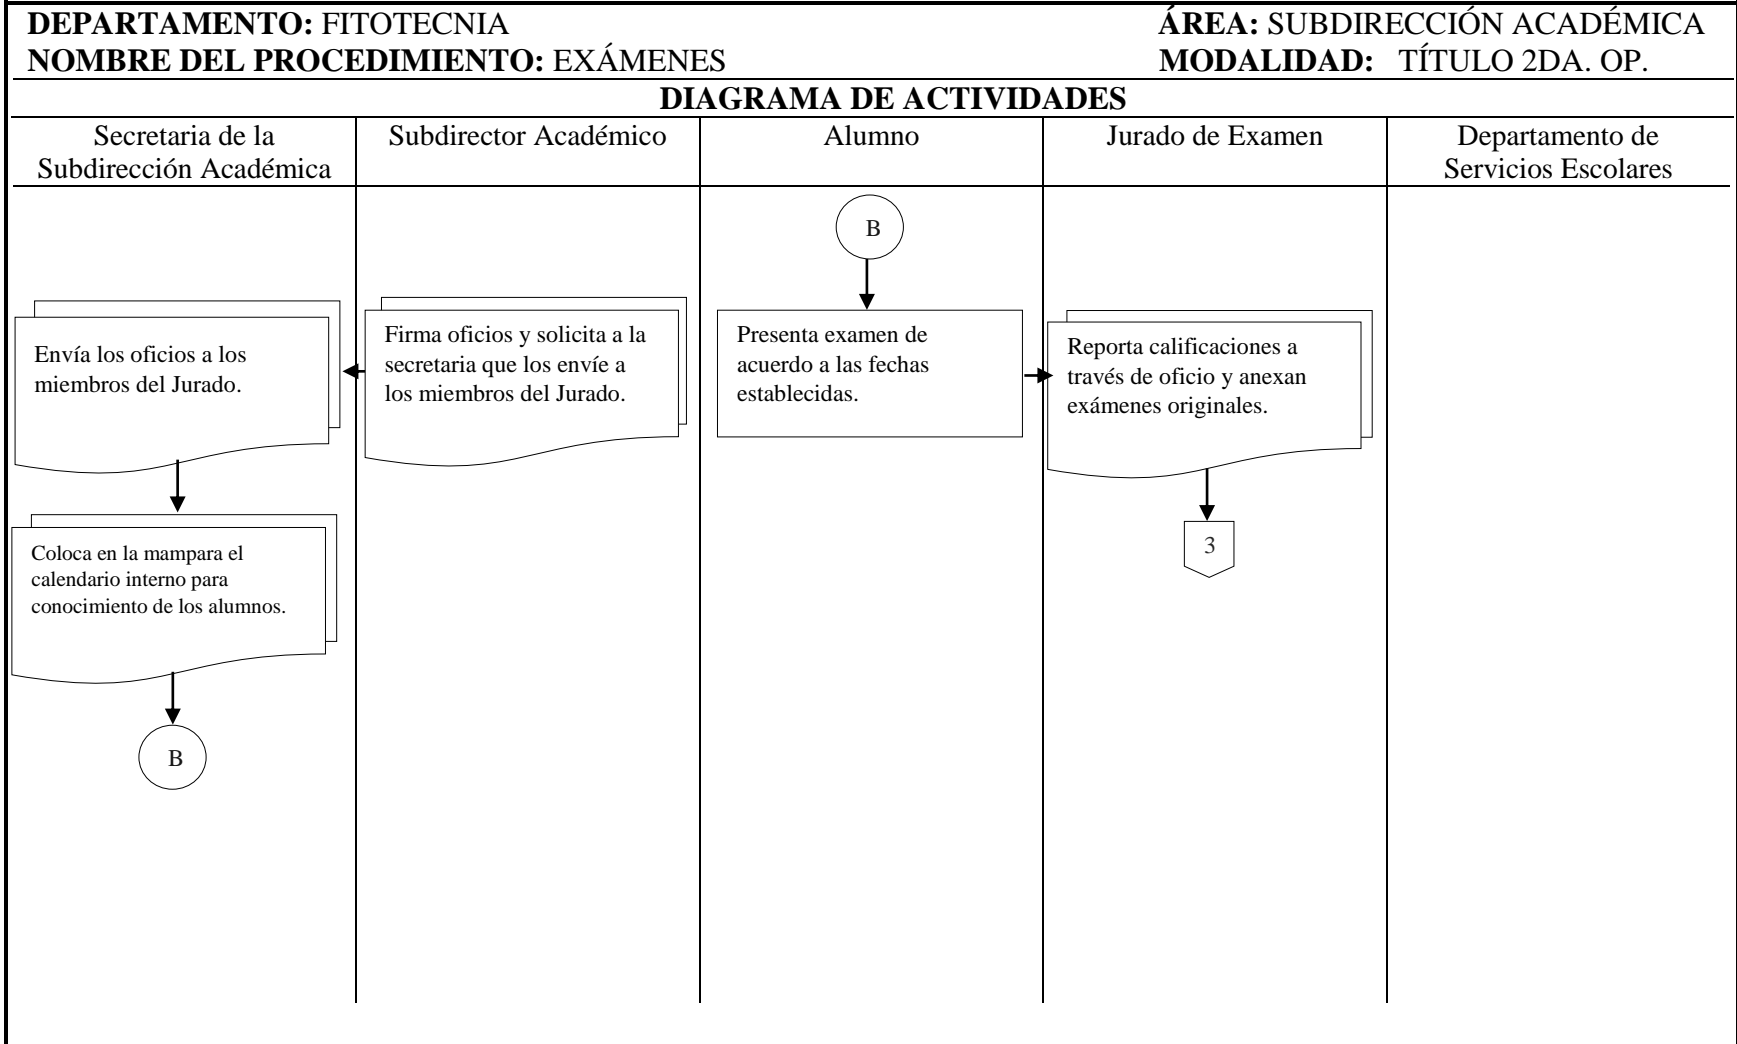 DEPARTAMENTO: FITOTECNIA ÁREA: SUBDIRECCIÓN ACADÉMICA
NOMBRE DEL PROCEDIMIENTO: EXÁMENES MODALIDAD: TÍTULO 2DA. OP.
DIAGRAMA DE ACTIVIDADES
Secretaria de la
Subdirección Académica
Subdirector Académico
Alumno
Jurado de Examen
Departamento de
Servicios Escolares
Envía los oficios a los
miembros del Jurado.
Coloca en la mampara el
calendario interno para
conocimiento de los alumnos.
B
Firma oficios y solicita a la
secretaria que los envíe a
los miembros del Jurado.
B
Presenta examen de
acuerdo a las fechas
establecidas.
Reporta calificaciones a
través de oficio y anexan
exámenes originales.
3